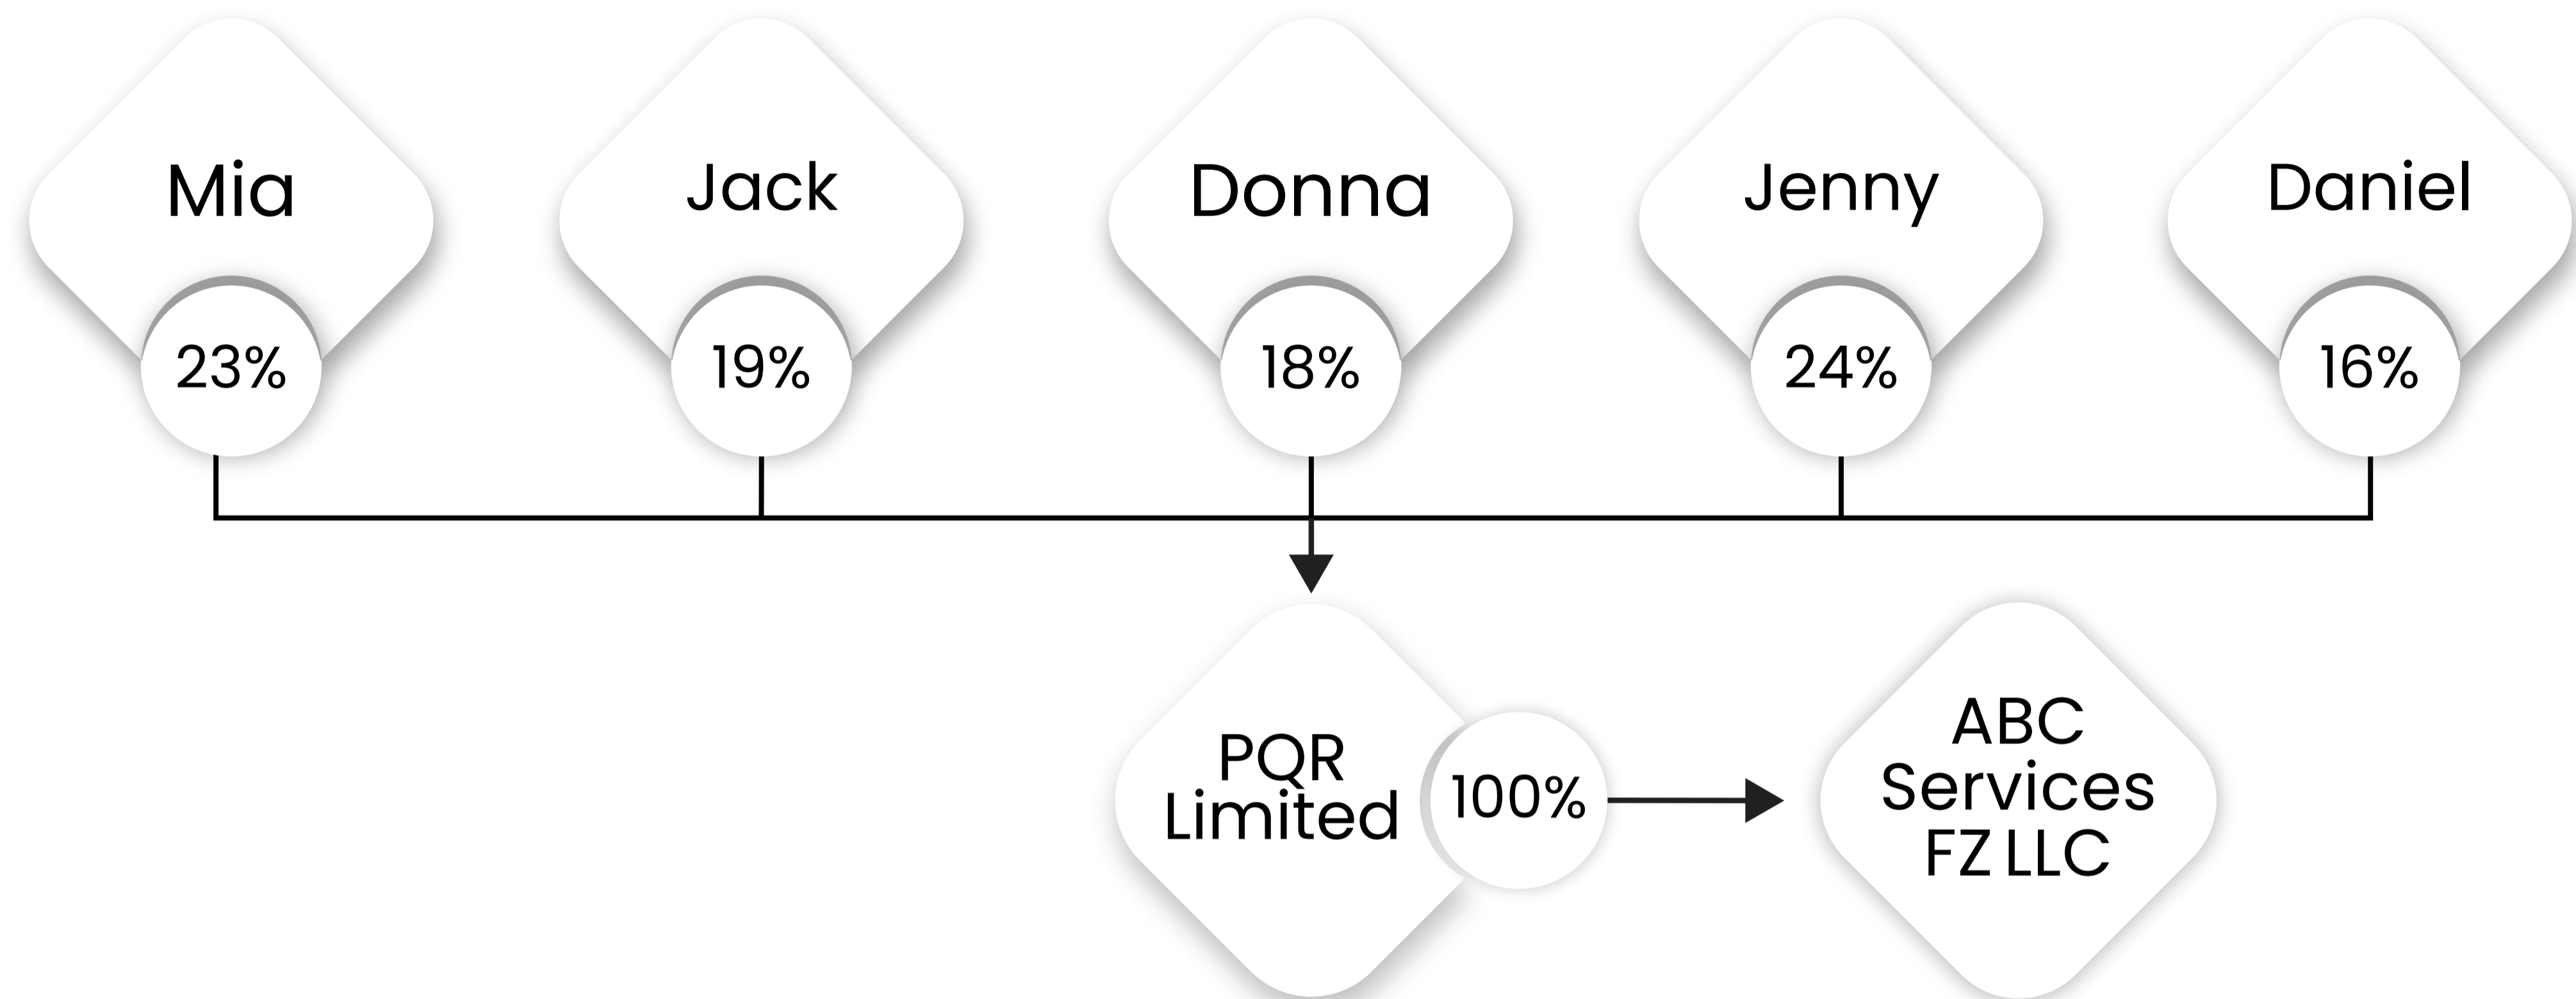 Mia
Jack
Donna
Jenny
Daniel
23%
19%
18%
24%
16%
PQR
Limited
100%
ABC
Services
FZ LLC